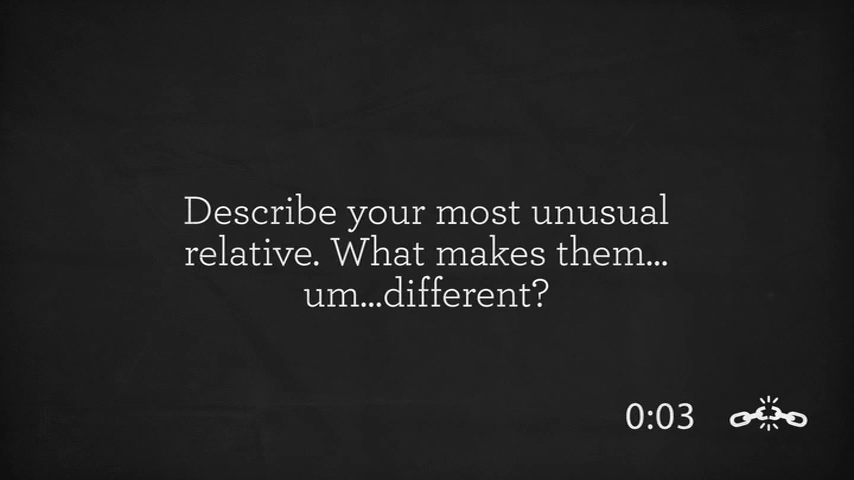 Describe your most unusual
relative. What makes them...
um...different?
0:03